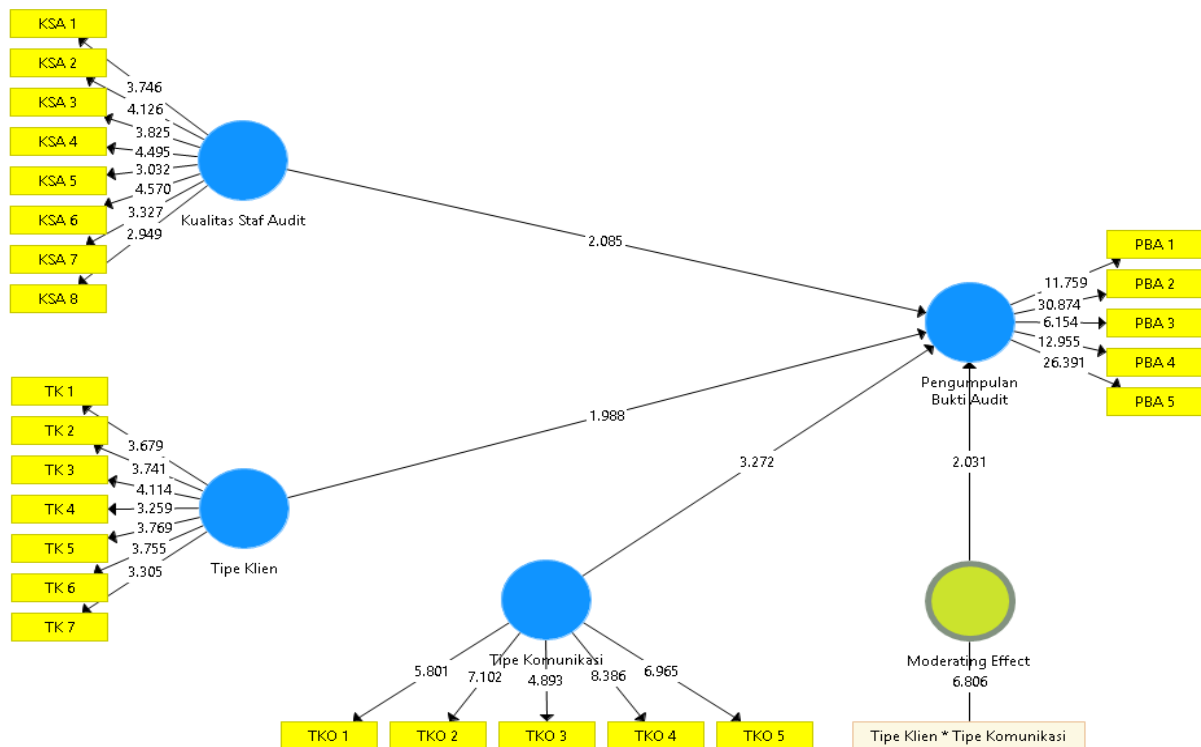 KSA 1
KSA 2
KSA 3
KSA 4
KSA 5
KSA 6
KSA 7
KSA 8
3.746
4.126
3.825
4.495
3.032
4.570
3.327
2.949
Kualitas Staf Audit
2.085
TK 1
TK 2
TK 3
TK 4
TK 5
TK 6
TK 7
3.679
3.741
4.114
3.259
3.769
3.755
3.305
Tipe Klien
1.988
Tipe Komunikasi
3.272
5.801
7.102
4.893
8.386
6.965
TKO 1
TKO 2
TKO 3
TKO 4
TKO 5
Pengumpulan
Bukti Audit
11.759
30.874
6.154
12.955
26.391
PBA 1
PBA 2
PBA 3
PBA 4
PBA 5
2.031
Moderating Effect
6.806
Tipe Klien * Tipe Komunikasi